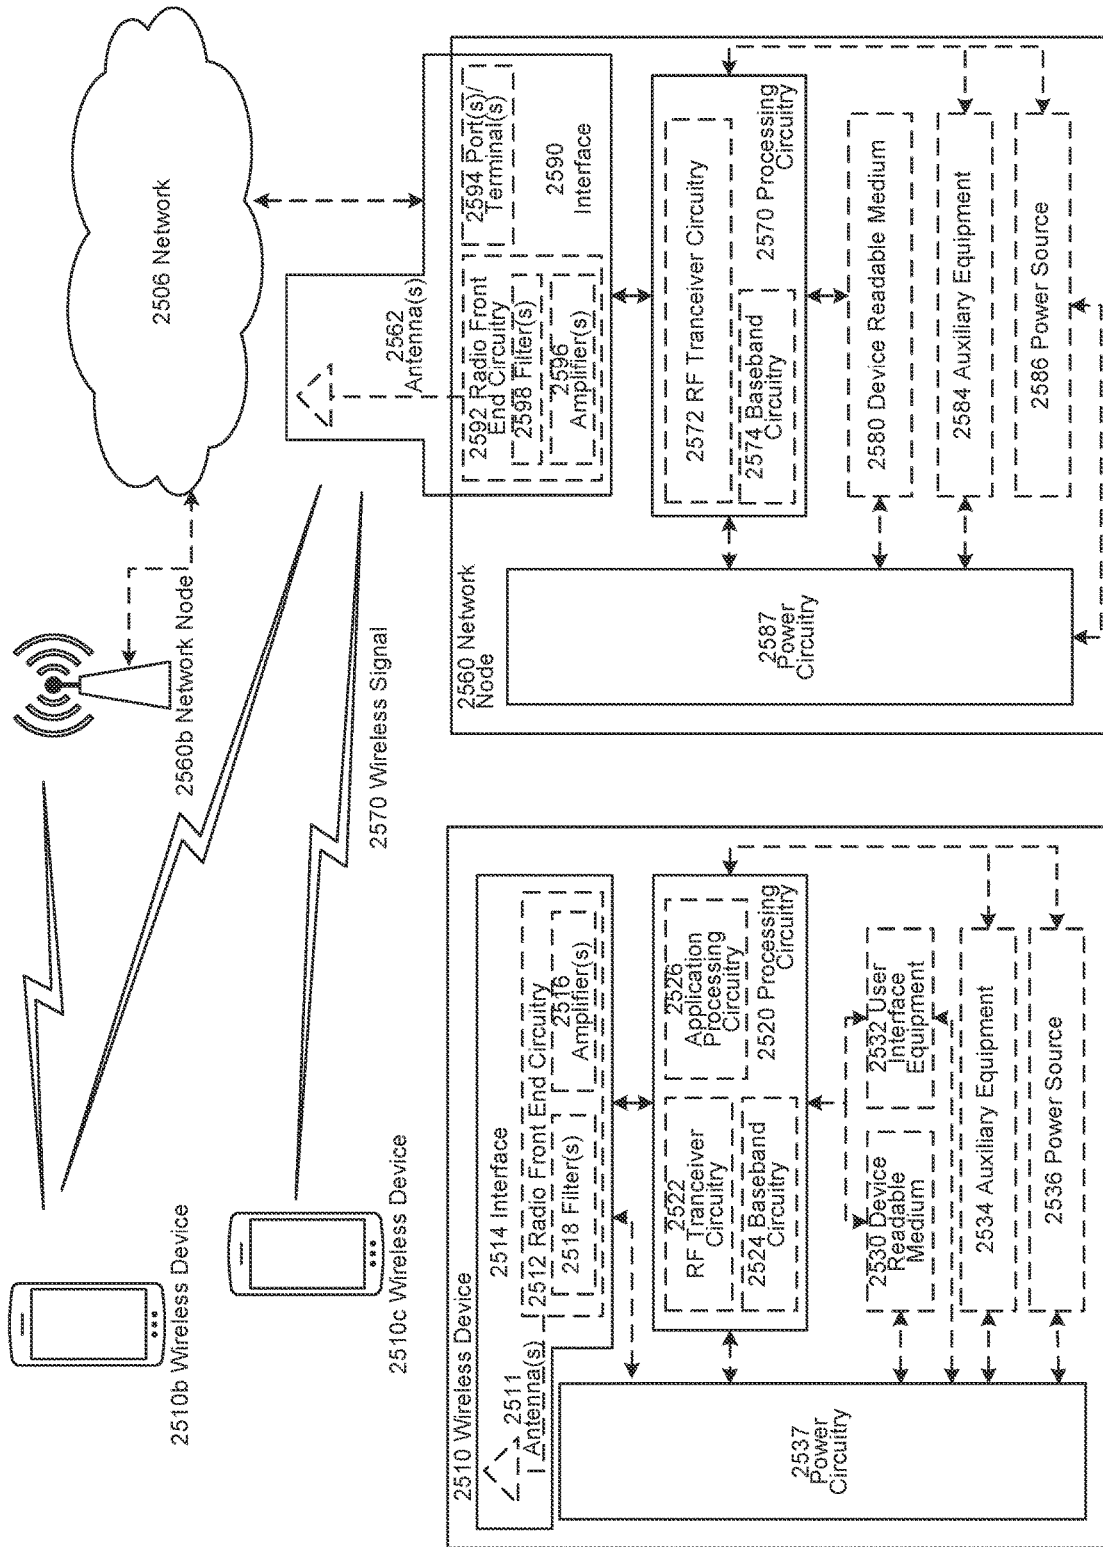 2506 Network
2560b Network Node
2570 Wireless Signal
2510b Wireless Device
2510c Wireless Device
2510 Wireless Device
2511
Antenna(s)
2514 Interface
2512 Radio Front End Circuitry
2518 Filter(s)
2516
Amplifier(s)
2522
RF Tranceiver
Circuitry
2524 Baseband
Circuitry
2526
Application
Processing
Circuitry
2520 Processing
Circuitry
2530 Device
Readable
Medium
2532 User
Interface
Equipment
2534 Auxiliary Equipment
2536 Power Source
2537
Power
Circuitry
2560 Network
Node
2562
Antenna(s)
2592 Radio Front
End Circuitry
2598 Filter(s)
2596
Amplifier(s)
2594 Port(s)/
Terminal(s)
2590
Interface
2572 RF Tranceiver Circuitry
2574 Baseband
Circuitry
2570 Processing
Circuitry
2580 Device Readable Medium
2584 Auxiliary Equipment
2586 Power Source
2587
Power
Circuitry